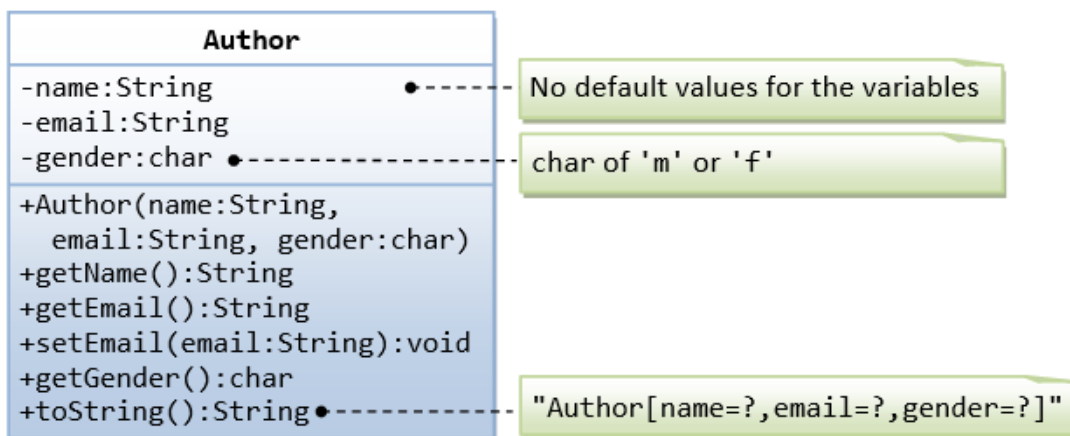 Author
-name:String
-email:String
-gender:char
+Author(name:String,
email:String, gender:char)
+getName():String
+getEmail():String
+setEmail(email:String):void
+getGender():char
+toString():String
No default values for the variables
char of 'm' or 'f'
"Author[name=?,email=?,gender=?]"